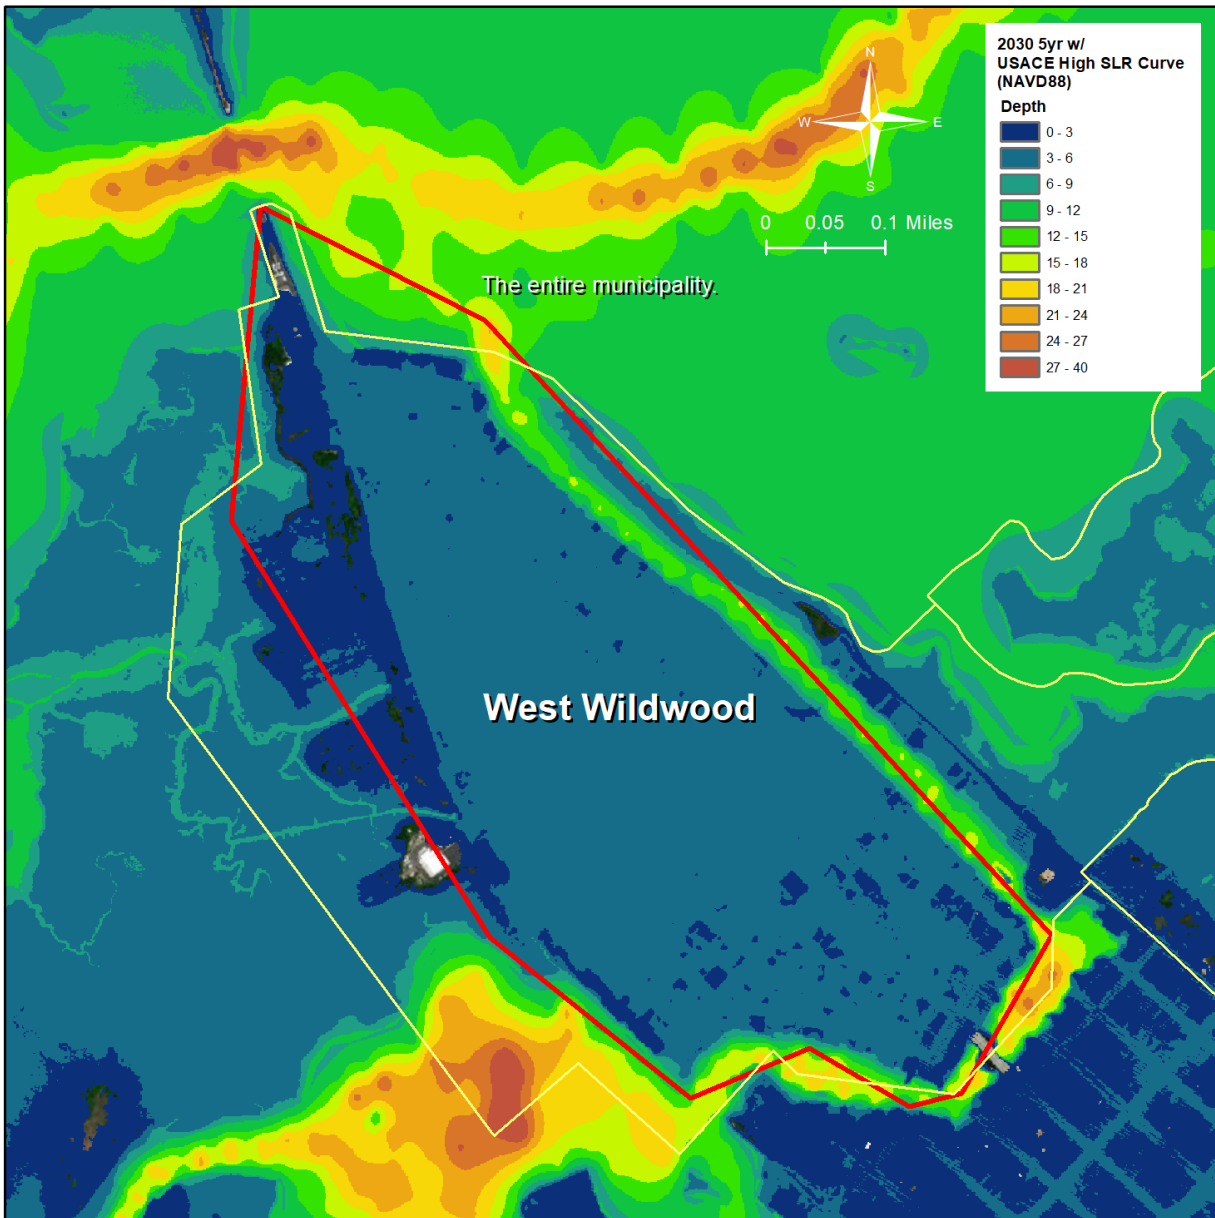 2030 5yr w/
USACE High SLR Curve
(NAVD88)
Depth
0 - 3
3 - 6
6 - 9
9 - 12
12 - 15
15 - 18
18 - 21
21 - 24
24 - 27
27 - 40
N
W E
S
0 0.05 0.1 Miles
The entire municipality.
West Wildwood